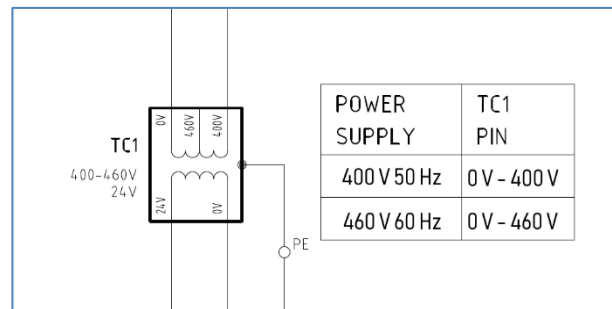 0V
460V
400V
TC1
400-460V
24V
24V
0V
PE
POWER SUPPLY
TC1 PIN
400 V 50 Hz
0 V - 400 V
460 V 60 Hz
0 V - 460 V